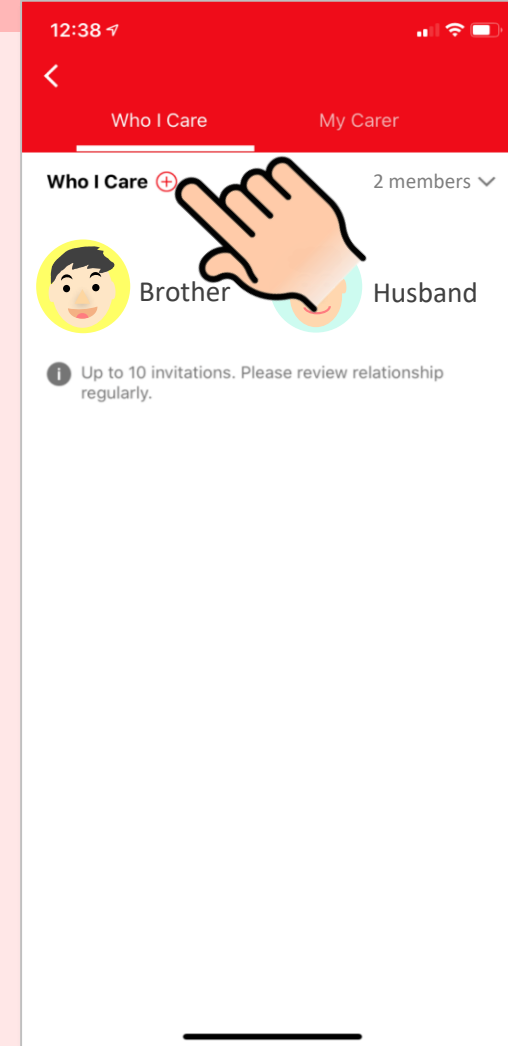 12:38
Who I Care My Carer
Who I Care 2 members
Brother Husband
Up to 10 invitations. Please review relationship
regularly.